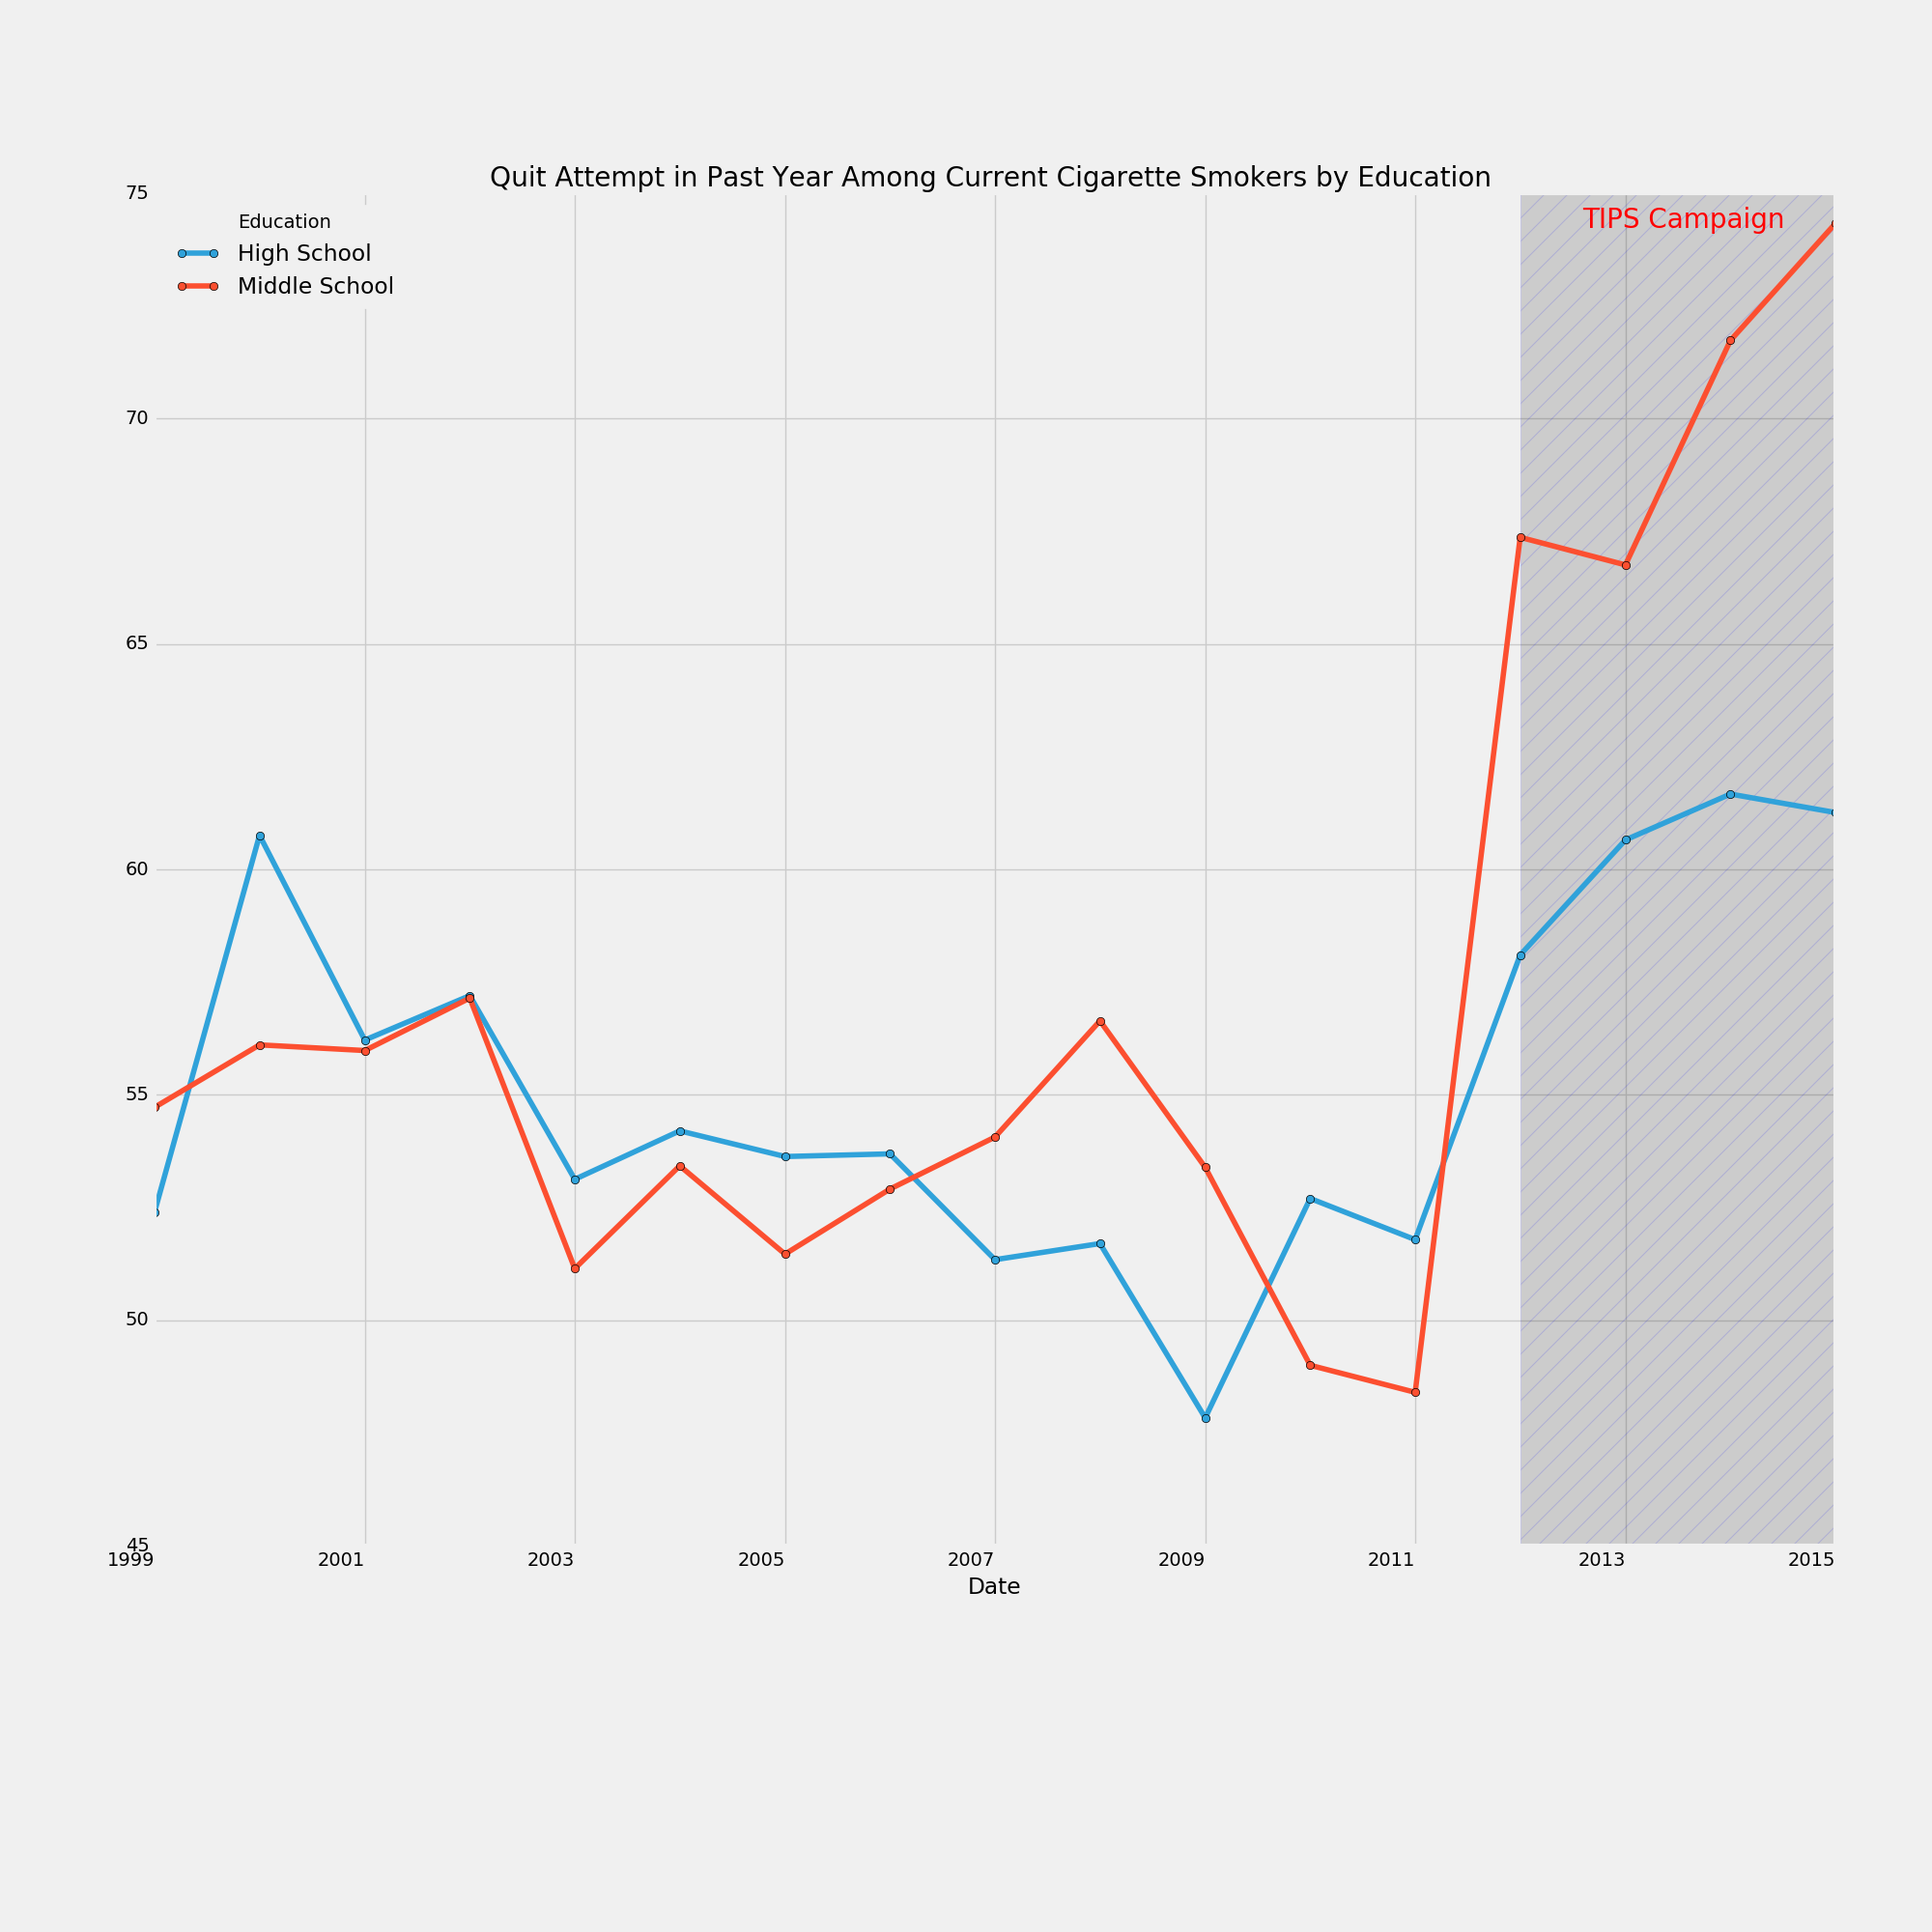 Quit Attempt in Past Year Among Current Cigarette Smokers by Education
75
TIPS Campaign
Education
High School
Middle School
70
65
60
55
50
45
1999 2001 2003 2005 2007 2009 2011 2013 2015
Date